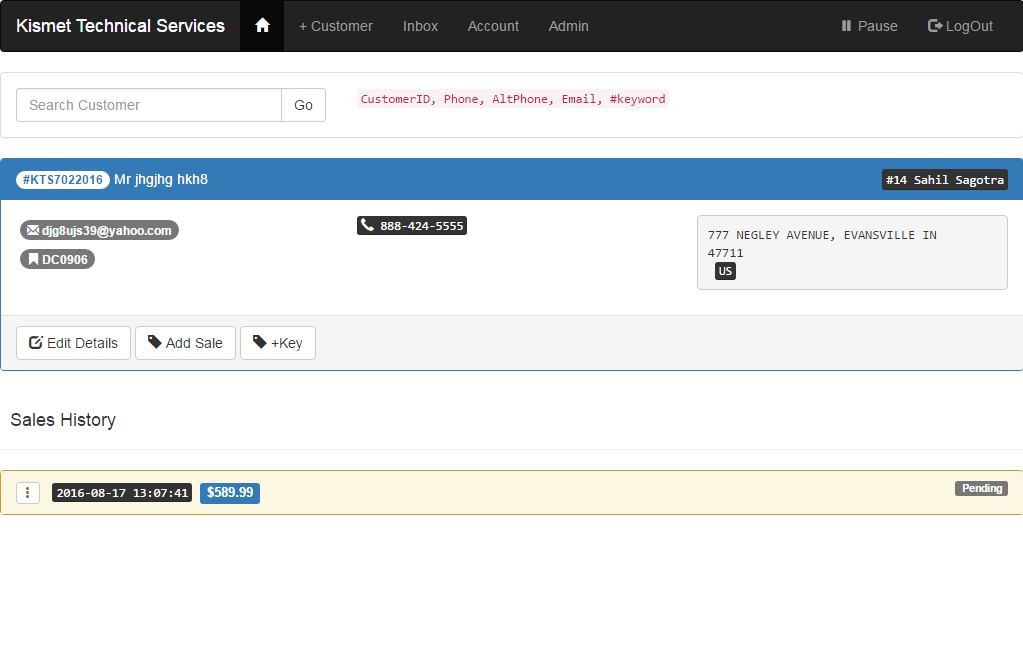 Kismet Technical Services + Customer Inbox Account Admin Pause LogOut
Search Customer Go CustomerID, Phone, AltPhone, Email, #keyword
#KTS7022016 Mr jhgjhg hkh8 #14 Sahil Sagotra
djg8ujs39@yahoo.com 888-424-5555 777 NEGLEY AVENUE, EVANSVILLE IN
47711
DC0906 US
Edit Details Add Sale +Key
Sales History
2016-08-17 13:07:41 $589.99 Pending